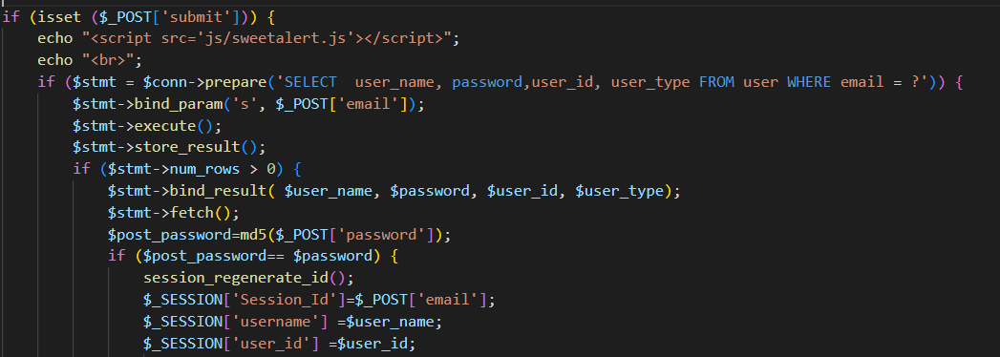 if (isset ($_POST['submit'])) {
echo "<script src='js/sweetalert.js'></script>";
echo "<br>";
if ($stmt = $conn->prepare('SELECT  user_name, password,user_id, user_type FROM user WHERE email = ?')) {
$stmt->bind_param('s', $_POST['email']);
$stmt->execute();
$stmt->store_result();
if ($stmt->num_rows > 0) {
$stmt->bind_result( $user_name, $password, $user_id, $user_type);
$stmt->fetch();
$post_password=md5($_POST['password']);
if ($post_password== $password) {
session_regenerate_id();
$_SESSION['Session_Id']=$_POST['email'];
$_SESSION['username'] =$user_name;
$_SESSION['user_id'] =$user_id;